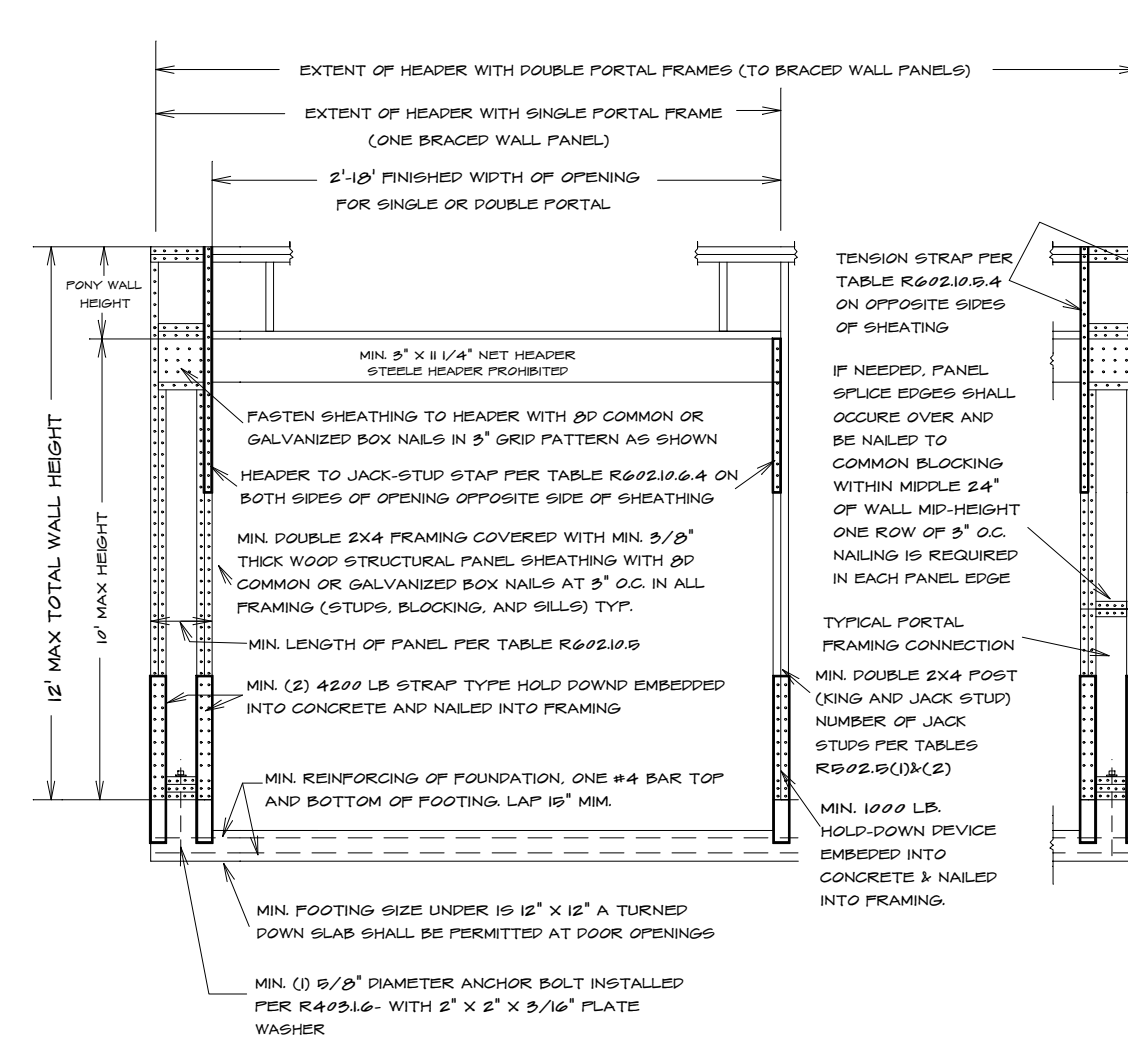 EXTENT OF HEADER WITH DOUBLE PORTAL FRAMES (TO BRACED WALL PANELS)
EXTENT OF HEADER WITH SINGLE PORTAL FRAME
(ONE BRACED WALL PANEL)
2'-18' FINISHED WIDTH OF OPENING
FOR SINGLE OR DOUBLE PORTAL
PONY WALL
HEIGHT
12' MAX TOTAL WALL HEIGHT
10' MAX HEIGHT
MIN. 3" X 11 1/4" NET HEADER
STEELE HEADER PROHIBITED
FASTEN SHEATHING TO HEADER WITH 8D COMMON OR
GALVANIZED BOX NAILS IN 3" GRID PATTERN AS SHOWN
HEADER TO JACK-STUD STAP PER TABLE R602.10.6.4 ON
BOTH SIDES OF OPENING OPPOSITE SIDE OF SHEATHING
MIN. DOUBLE 2X4 FRAMING COVERED WITH MIN. 3/8"
THICK WOOD STRUCTURAL PANEL SHEATHING WITH 8D
COMMON OR GALVANIZED BOX NAILS AT 3" O.C. IN ALL
FRAMING (STUDS, BLOCKING, AND SILLS) TYP.
MIN. LENGTH OF PANEL PER TABLE R602.10.5
MIN. (2) 4200 LB STRAP TYPE HOLD DOWND EMBEDDED
INTO CONCRETE AND NAILED INTO FRAMING
MIN. REINFORCING OF FOUNDATION, ONE #4 BAR TOP
AND BOTTOM OF FOOTING. LAP 15" MIM.
MIN. FOOTING SIZE UNDER IS 12" X 12" A TURNED
DOWN SLAB SHALL BE PERMITTED AT DOOR OPENINGS
MIN. (1) 5/8" DIAMETER ANCHOR BOLT INSTALLED
PER R403.1.6- WITH 2" X 2" X 3/16" PLATE
WASHER
TENSION STRAP PER
TABLE R602.10.5.4
ON OPPOSITE SIDES
OF SHEATING
IF NEEDED, PANEL
SPLICE EDGES SHALL
OCCURE OVER AND
BE NAILED TO
COMMON BLOCKING
WITHIN MIDDLE 24"
OF WALL MID-HEIGHT
ONE ROW OF 3" O.C.
NAILING IS REQUIRED
IN EACH PANEL EDGE
TYPICAL PORTAL
FRAMING CONNECTION
MIN. DOUBLE 2X4 POST
(KING AND JACK STUD)
NUMBER OF JACK
STUDS PER TABLES
R502.5(1)&(2)
MIN. 1000 LB.
HOLD-DOWN DEVICE
EMBEDED INTO
CONCRETE & NAILED
INTO FRAMING.